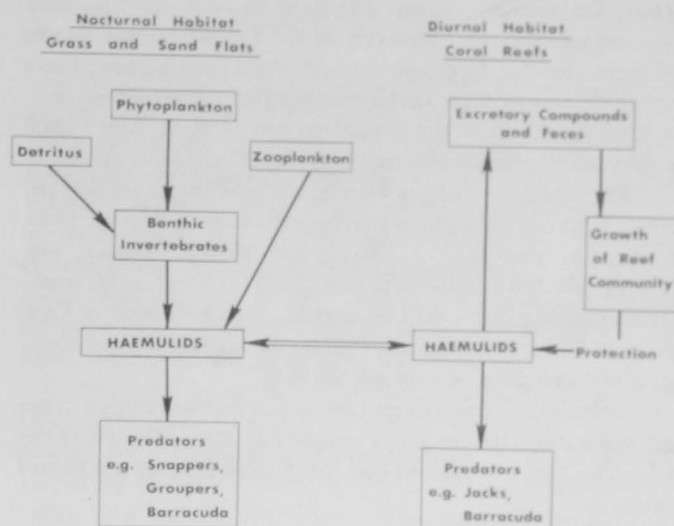 Nocturnal Habitat
Grass and Sand Flats
Phytoplankton
Detritus
Zooplankton
Benthic
Invertebrates
HAEMULIDS
Predators
e.g. Snappers,
Groupers,
Barracuda
Diurnal Habitat
Coral Reefs
Excretory Compounds
and Feces
Growth
of Reef
Community
HAEMULIDS
Protection
Predators
e.g. Jacks,
Barracuda